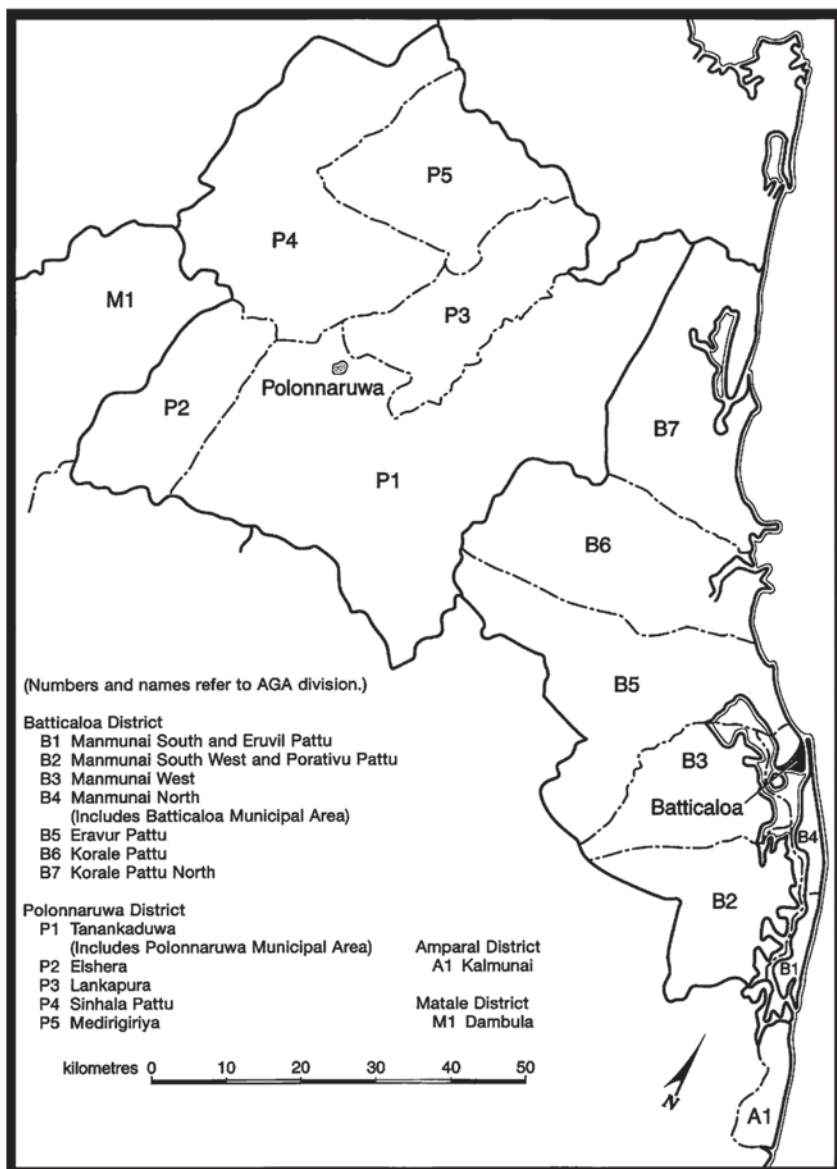 P5
P4
M1
P3
Polonnaruwa
P2
B7
P1
B6
(Numbers and names refer to AGA division.)
B5
Batticaloa District
B1 Manmunai South and Eruvil Pattu
B2 Manmunai South West and Porativu Pattu
B3 Manmunai West
B4 Manmunai North
(Includes Batticaloa Municipal Area)
B5 Eravur Pattu
B6 Korale Pattu
B7 Korale Pattu North
B3
Batticaloa
B4
B2
B1
Polonnaruwa District
P1 Tanankaduwa
(Includes Polonnaruwa Municipal Area)
P2 Elshera
P3 Lankapura
P4 Sinhala Pattu
P5 Medirigiriya
Amparal District
A1 Kalmunai
Matale District
M1 Dambula
kilometres 0 10 20 30 40 50
N
A1